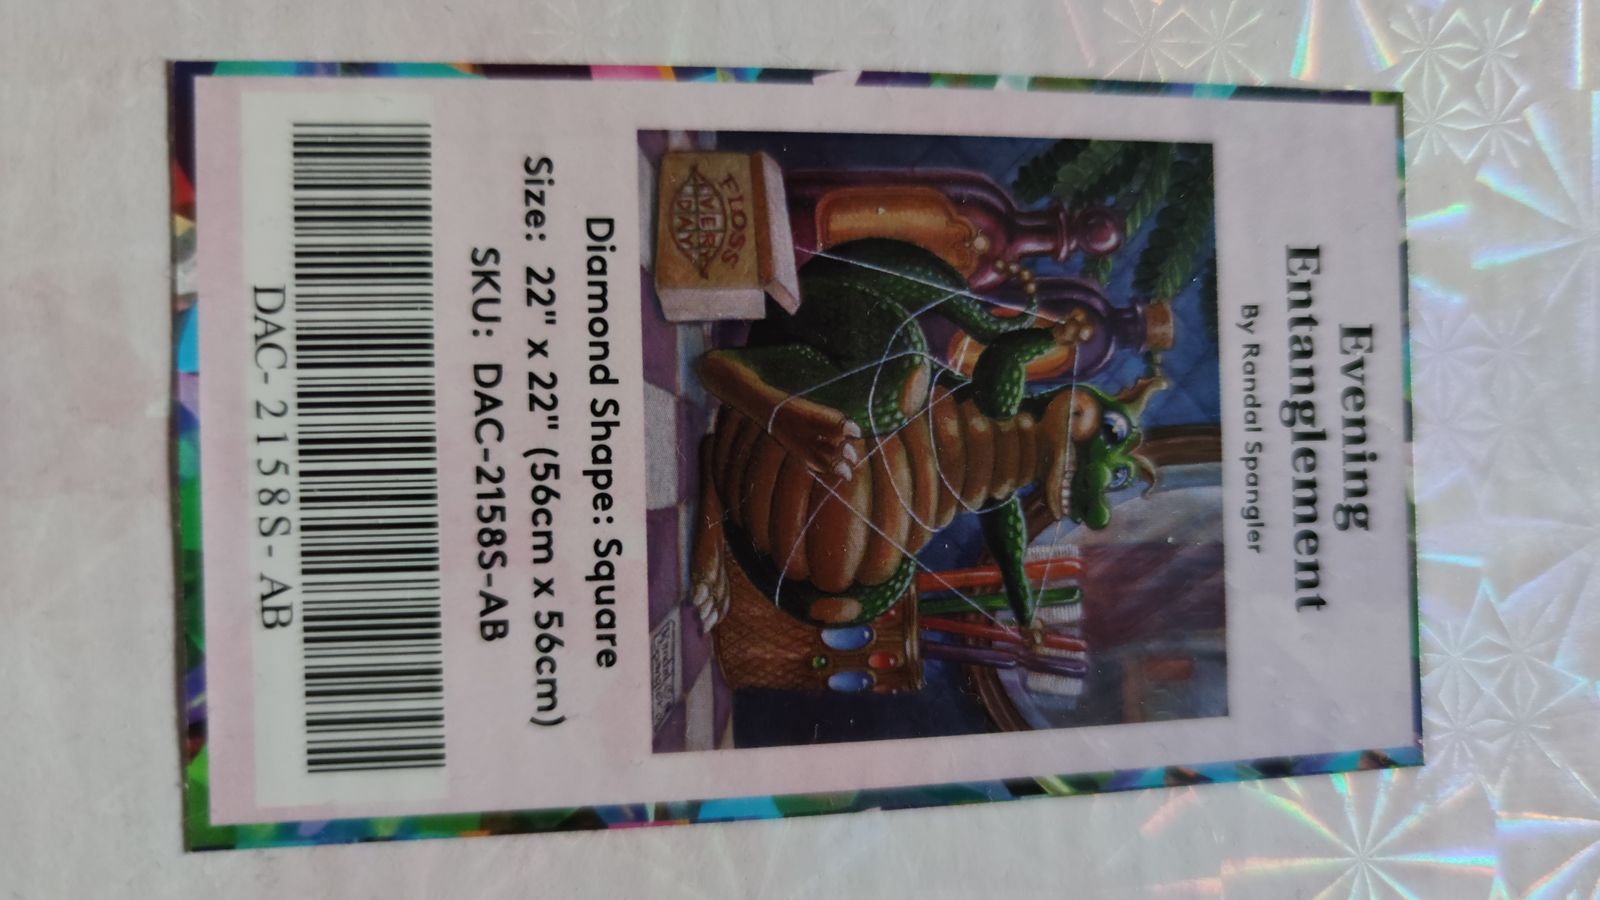 Evening
Entanglement
By Randal Spangler
FLOSS
EVERY
DAY
Diamond Shape: Square
Size: 22" x 22" (56cm x 56cm)
SKU: DAC-2158S-AB
DAC-2158S-AB